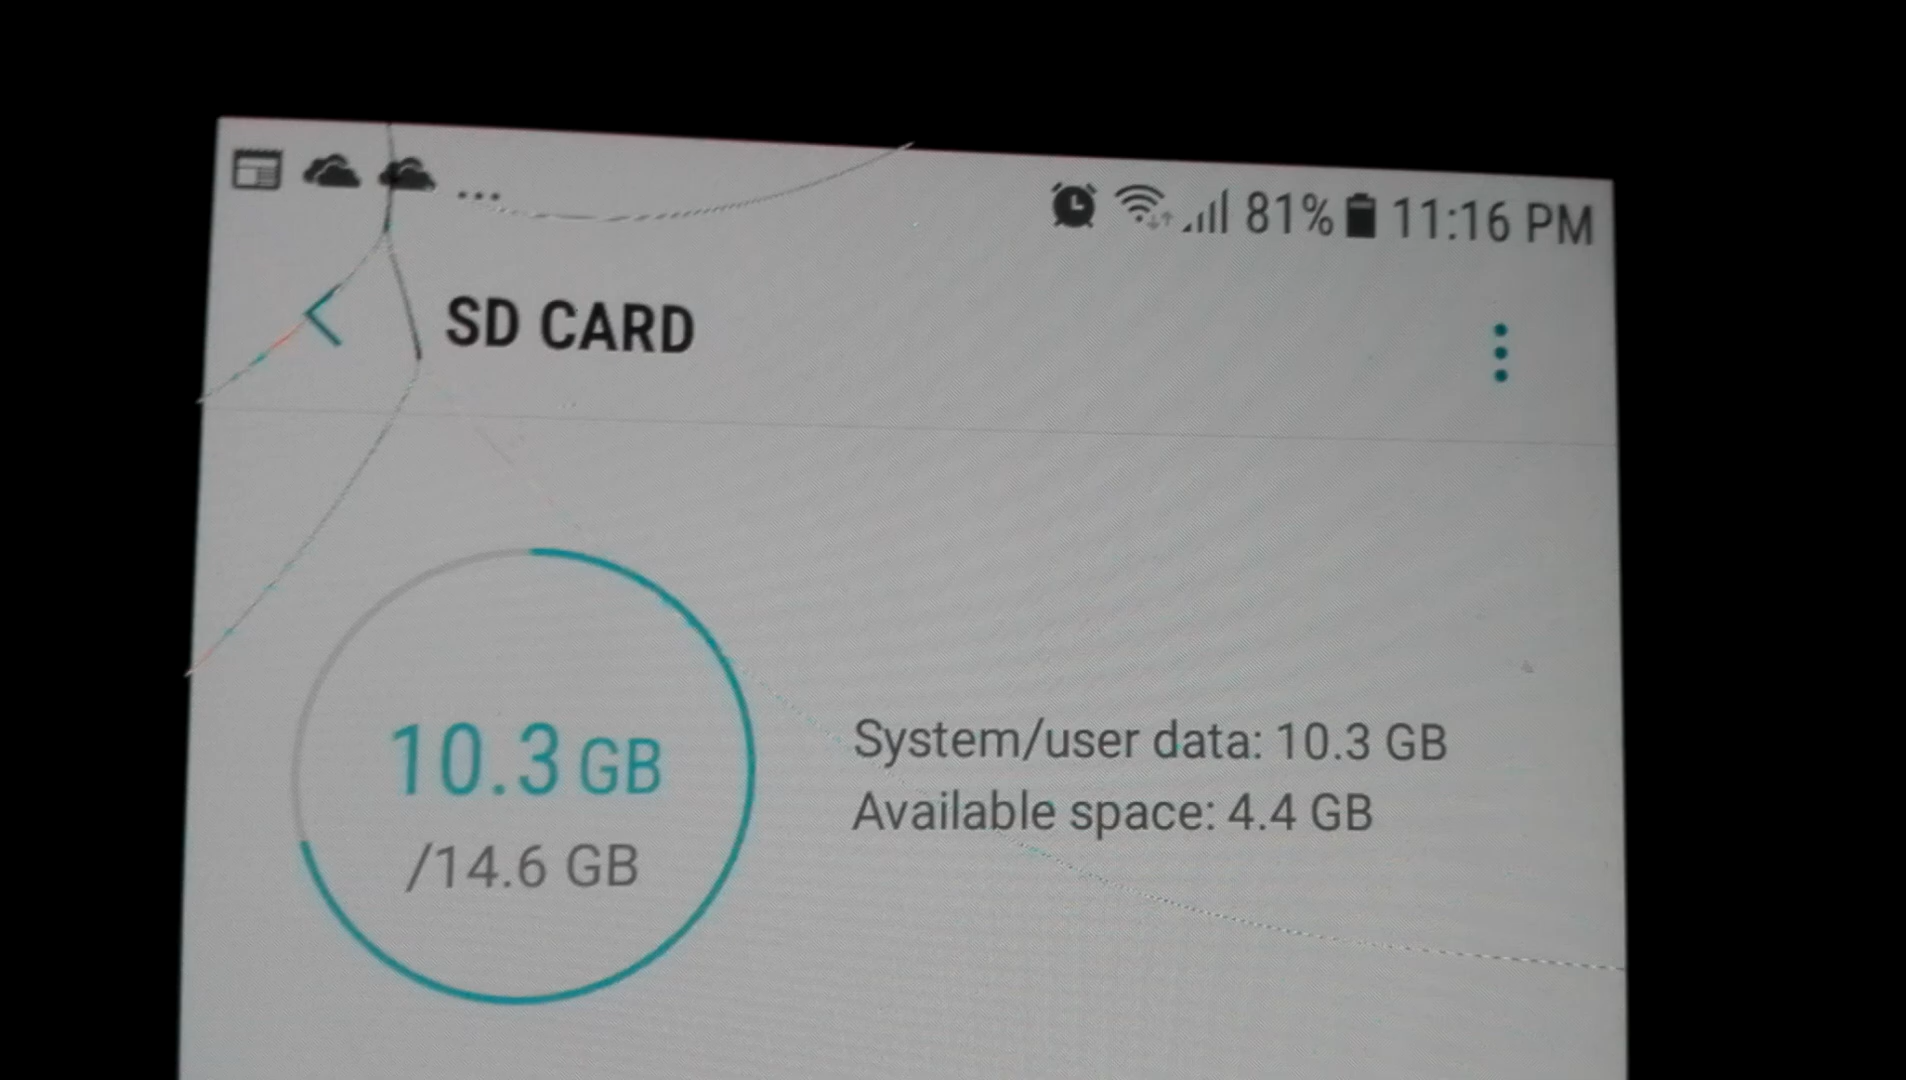 81% 11:16 PM
SD CARD
10.3 GB
/14.6 GB
System/user data: 10.3 GB
Available space: 4.4 GB